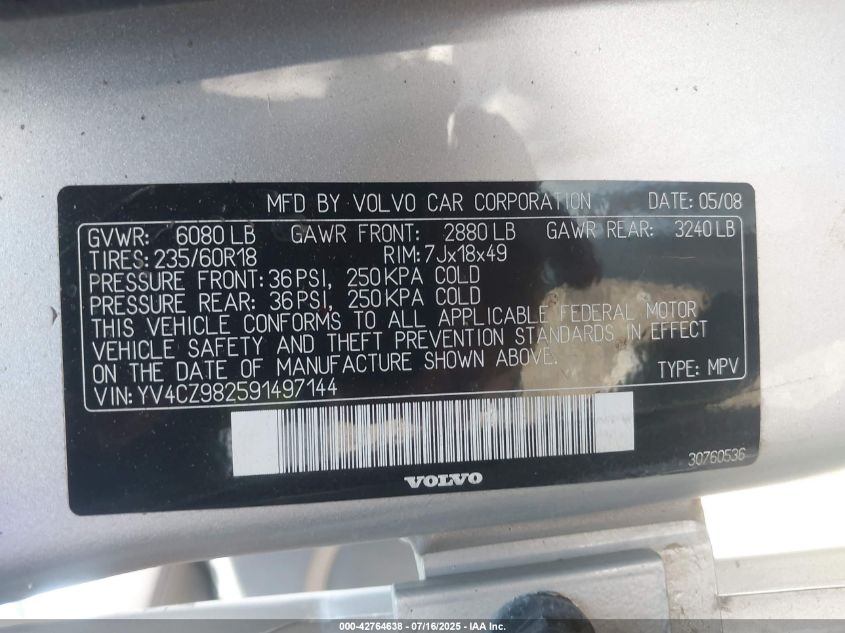 MFD BY VOLVO CAR CORPORATION DATE: 05/08
GVWR: 6080 LB GAWR FRONT: 2880 LB GAWR REAR: 3240 LB
TIRES: 235/60R18 RIM: 7Jx18x49
PRESSURE FRONT: 36 PSI, 250 KPA COLD
PRESSURE REAR: 36 PSI, 250 KPA COLD
THIS VEHICLE CONFORMS TO ALL APPLICABLE FEDERAL MOTOR
VEHICLE SAFETY AND THEFT PREVENTION STANDARDS IN EFFECT
ON THE DATE OF MANUFACTURE SHOWN ABOVE.
TYPE: MPV
VIN: YV4CZ982591497144
30760536
VOLVO
000-42764638 - 07/16/2025 - IAA Inc.